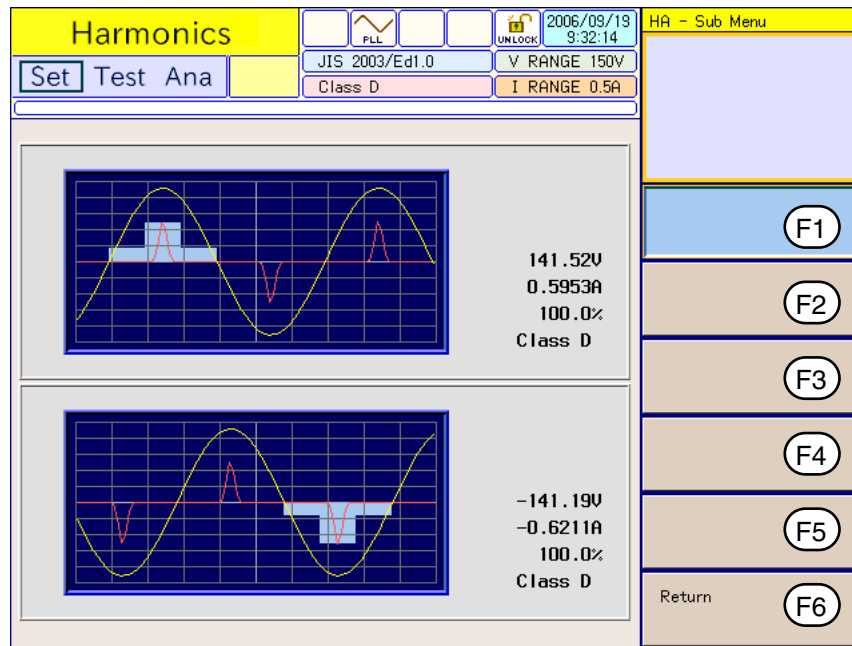 Harmonics
PLL
UNLOCK
2006/09/19
9:32:14
HA - Sub Menu
Set Test Ana
JIS 2003/Ed1.0
V RANGE 150V
Class D
I RANGE 0.5A
F1
141.52V
0.5953A
100.0%
Class D
F2
F3
F4
-141.19V
-0.6211A
100.0%
Class D
F5
Return
F6